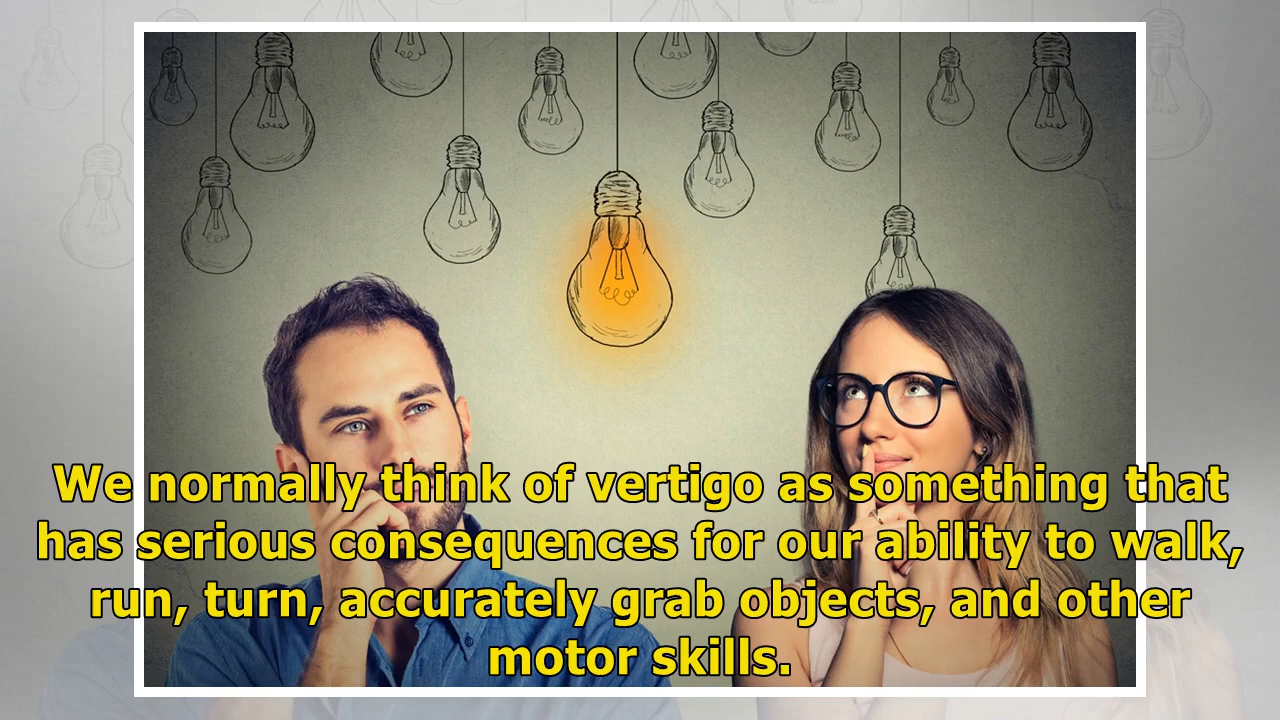 We normally think of vertigo as something that
has serious consequences for our ability to walk,
run, turn, accurately grab objects, and other
motor skills.